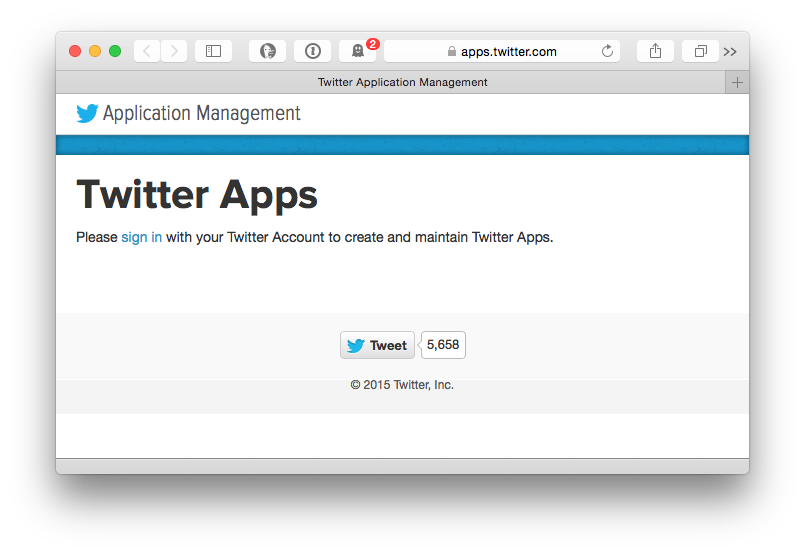 2
apps.twitter.com
Twitter Application Management
Application Management
Twitter Apps
Please sign in with your Twitter Account to create and maintain Twitter Apps.
Tweet 5,658
© 2015 Twitter, Inc.